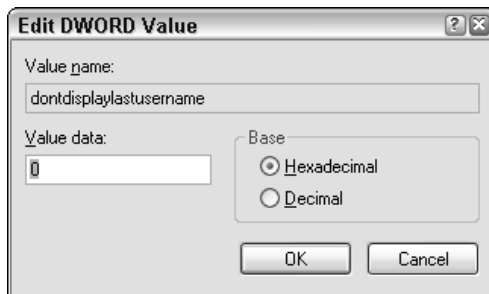 Edit DWORD Value
Value name:
dontdisplaylastusername
Value data:
0
Base
Hexadecimal
Decimal
OK
Cancel